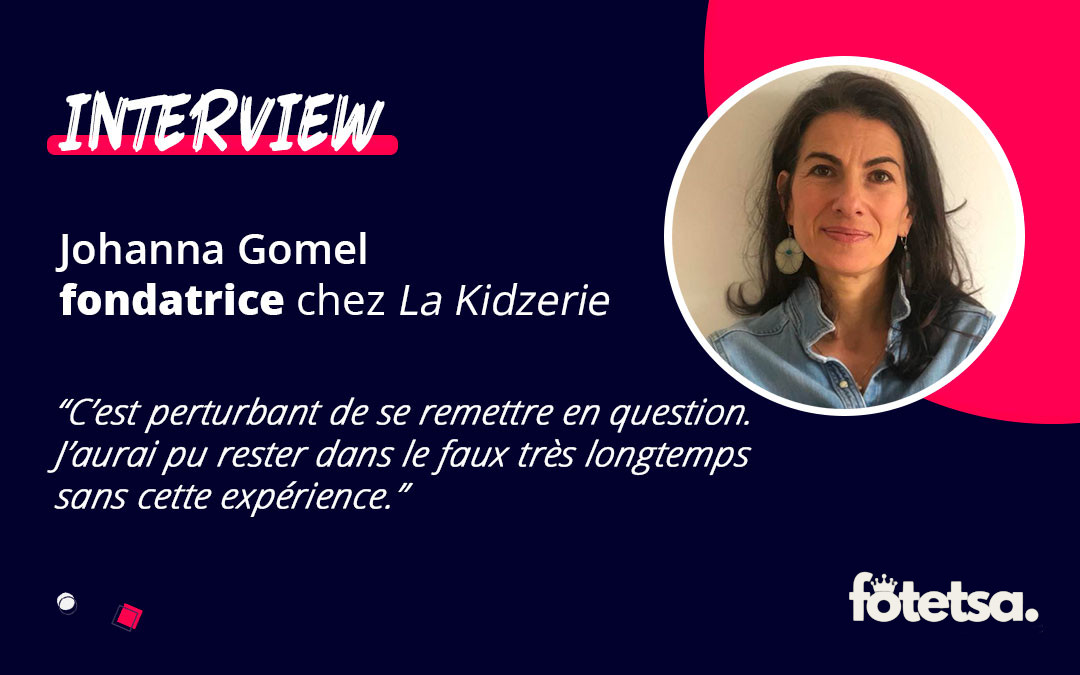 INTERVIEW
Johanna Gomel
fondatrice chez La Kidzerie
“C’est perturbant de se remettre en question.
J’aurai pu rester dans le faux très longtemps
sans cette expérience.”
fotetsa.